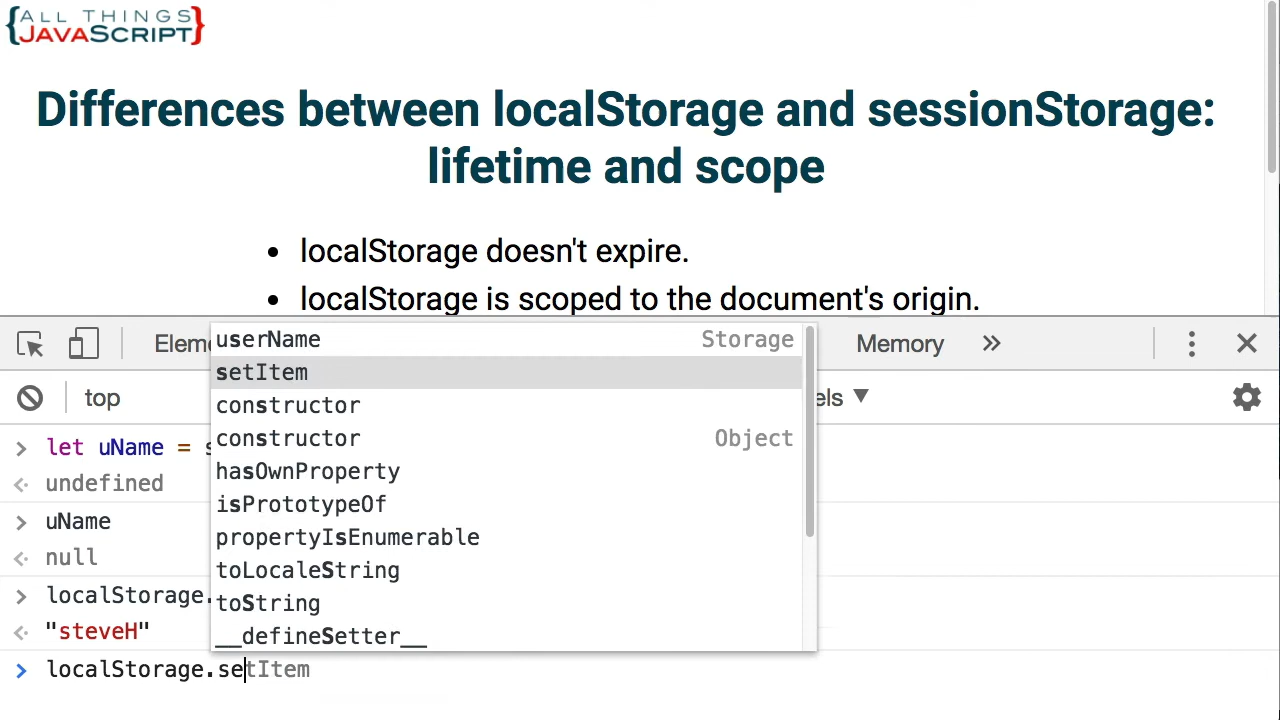 {ALL THINGS
JAVASCRIPT}
Differences between localStorage and sessionStorage:
lifetime and scope
• localStorage doesn't expire.
• localStorage is scoped to the document's origin.
Eleme
Memory »
top
els ▼
userName Storage
setItem
constructor
constructor Object
hasOwnProperty
isPrototypeOf
propertyIsEnumerable
toLocaleString
toString
__defineSetter__
> let uName = s
undefined
> uName
null
> localStorage.
"steveH"
> localStorage.setItem